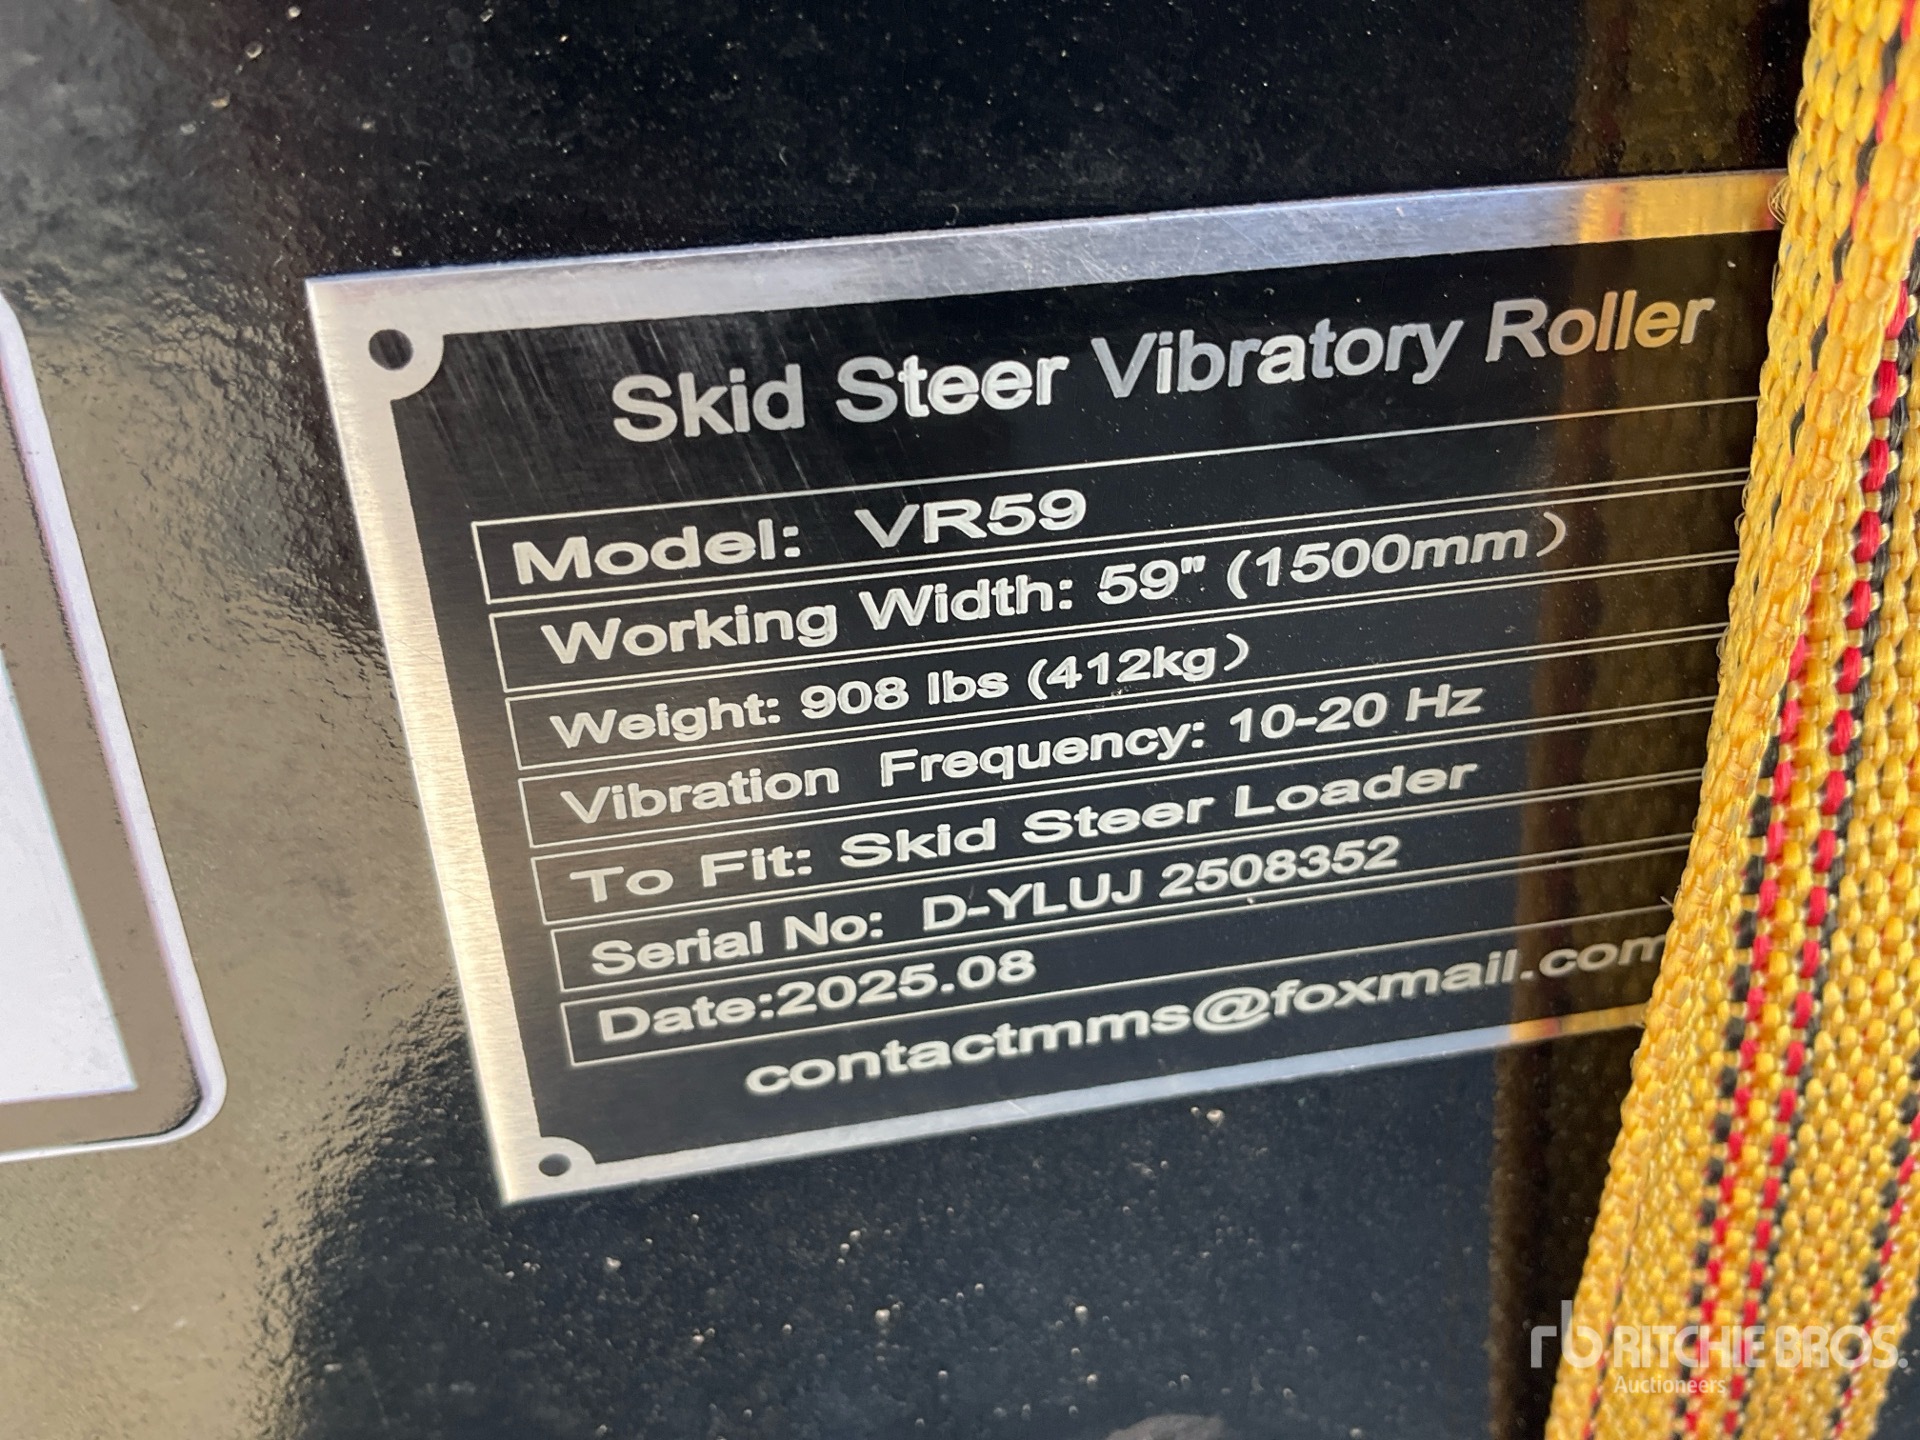 Skid Steer Vibratory Roller
Model: VR59
Working Width: 59" (1500mm)
Weight: 908 lbs (412kg)
Vibration Frequency: 10-20 Hz
To Fit: Skid Steer Loader
Serial No: D-YLUJ 2508352
Date:2025.08
contactmms@foxmail.com
rb RITCHIE BROS.
Auctioneers